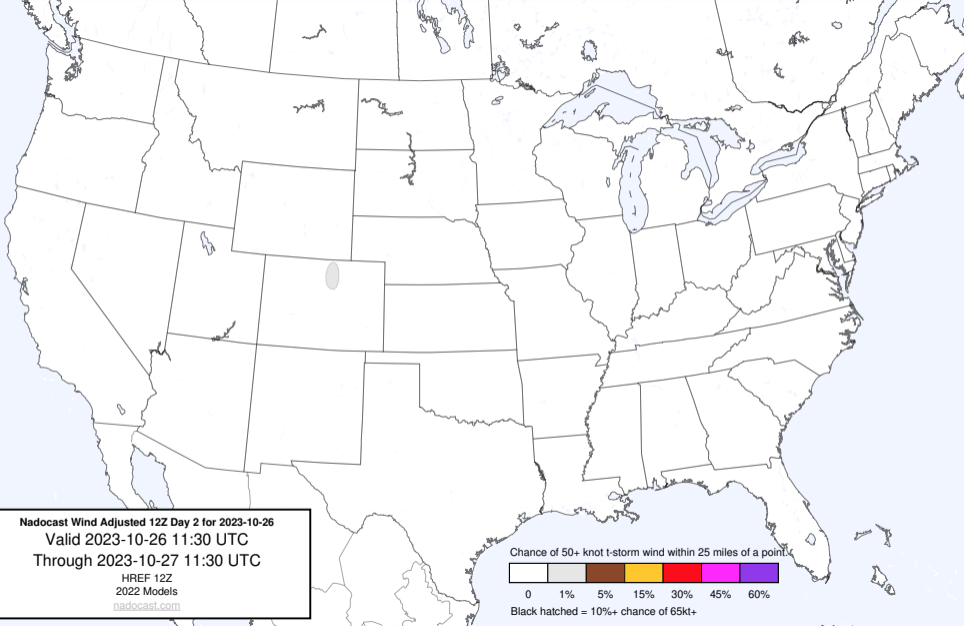 Nadocast Wind Adjusted 12Z Day 2 for 2023-10-26
Valid 2023-10-26 11:30 UTC
Through 2023-10-27 11:30 UTC
HREF 12Z
2022 Models
nadocast.com
Chance of 50+ knot t-storm wind within 25 miles of a point.
0 1% 5% 15% 30% 45% 60%
Black hatched = 10%+ chance of 65kt+